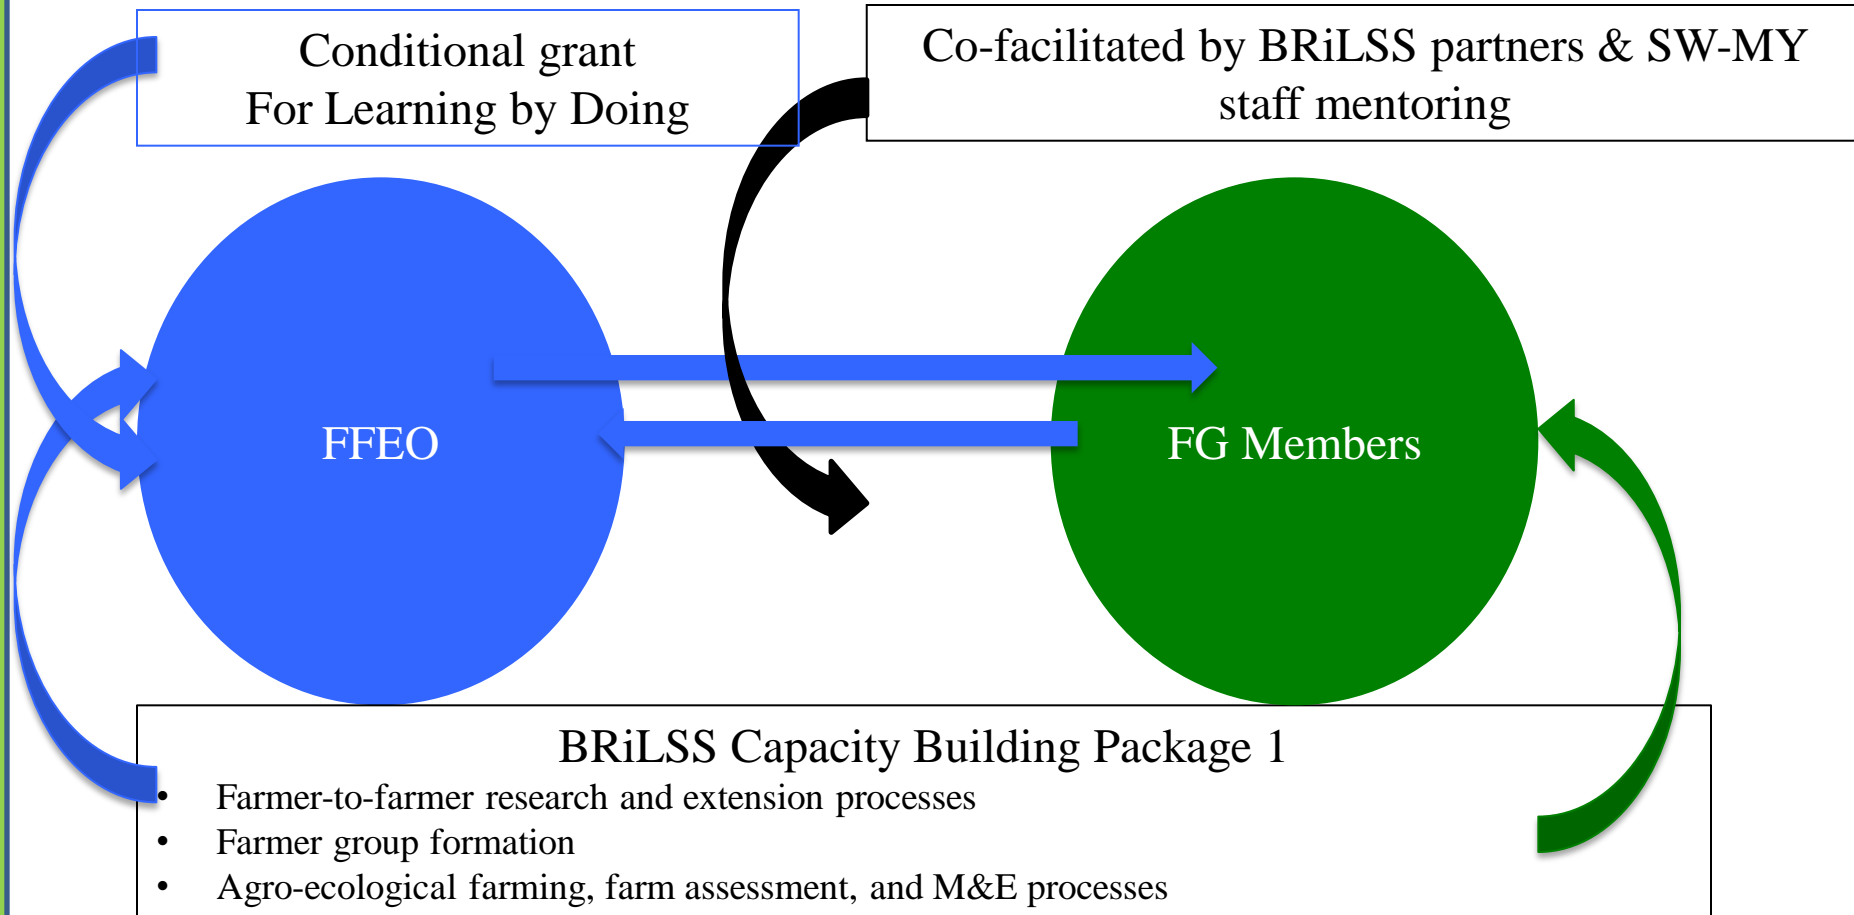 Conditional grant
For Learning by Doing
Co-facilitated by BRiLSS partners & SW-MY
staff mentoring
FFEO
FG Members
BRiLSS Capacity Building Package 1
• Farmer-to-farmer research and extension processes
• Farmer group formation
• Agro-ecological farming, farm assessment, and M&E processes